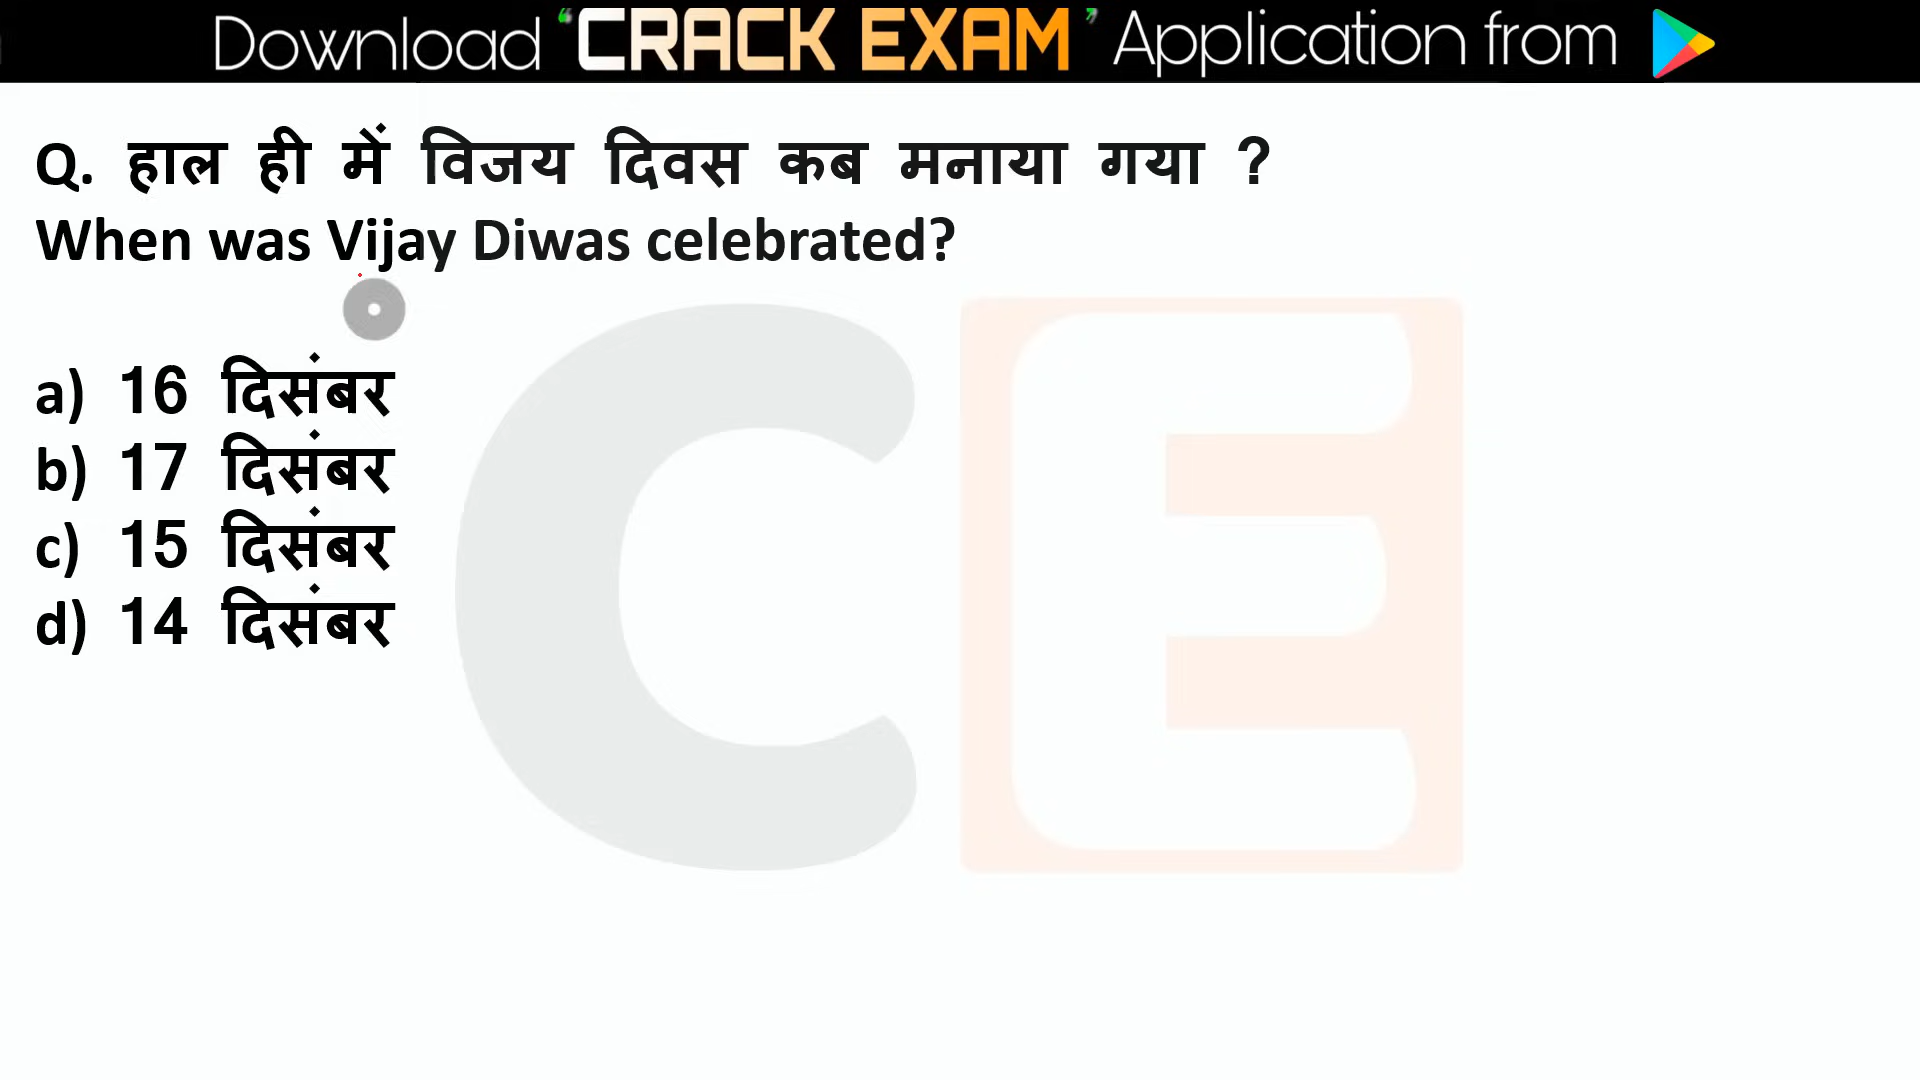 Download ‘CRACK EXAM’ Application from
Q. हाल ही में विजय दिवस कब मनाया गया ?
When was Vijay Diwas celebrated?
a) 16 दिसंबर
b) 17 दिसंबर
c) 15 दिसंबर
d) 14 दिसंबर
CE